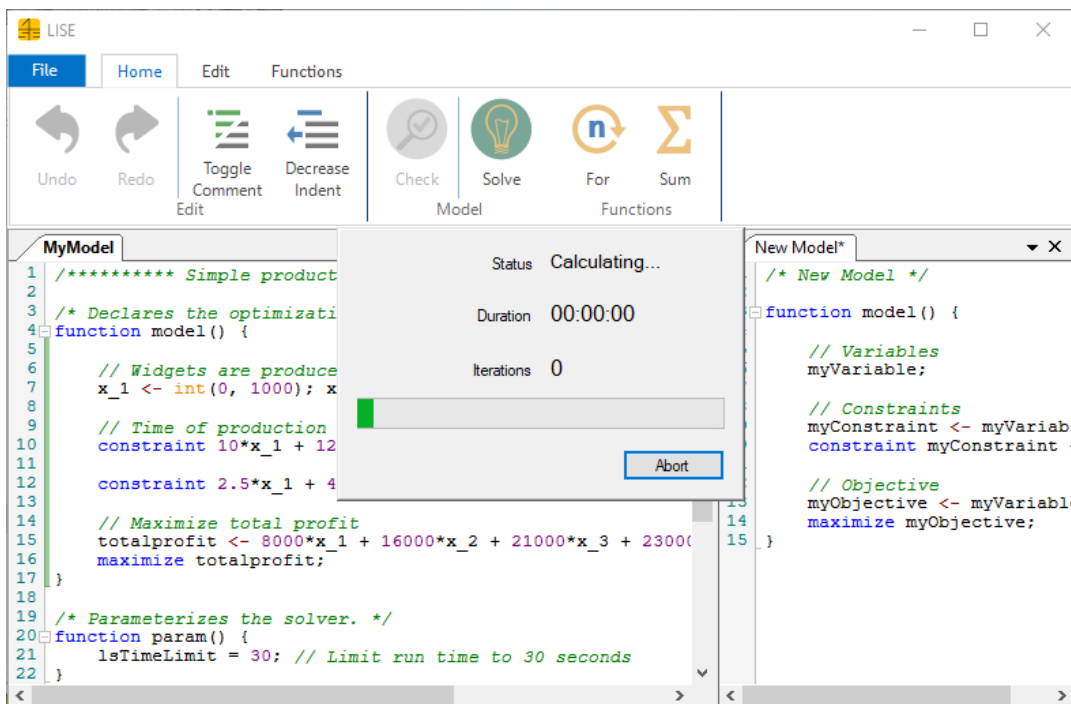 LISE
File Home Edit Functions
Undo Redo Toggle Comment Decrease Indent Check Solve For Sum
Edit Model Functions
MyModel
1 /********** Simple product
2
3 /* Declares the optimizati
4 function model() {
5
6 // Widgets are produce
7 x_1 <- int(0, 1000); x
8
9 // Time of production
10 constraint 10*x_1 + 12
11
12 constraint 2.5*x_1 + 4
13
14 // Maximize total profit
15 totalprofit <- 8000*x_1 + 16000*x_2 + 21000*x_3 + 23000
16 maximize totalprofit;
17 }
18
19 /* Parameterizes the solver. */
20 function param() {
21 lsTimeLimit = 30; // Limit run time to 30 seconds
22 }
Status Calculating...
Duration 00:00:00
Iterations 0
Abort
New Model*
/* New Model */
function model() {
// Variables
myVariable;
// Constraints
myConstraint <- myVariab
constraint myConstraint
// Objective
13 myObjective <- myVariable
14 maximize myObjective;
15 }